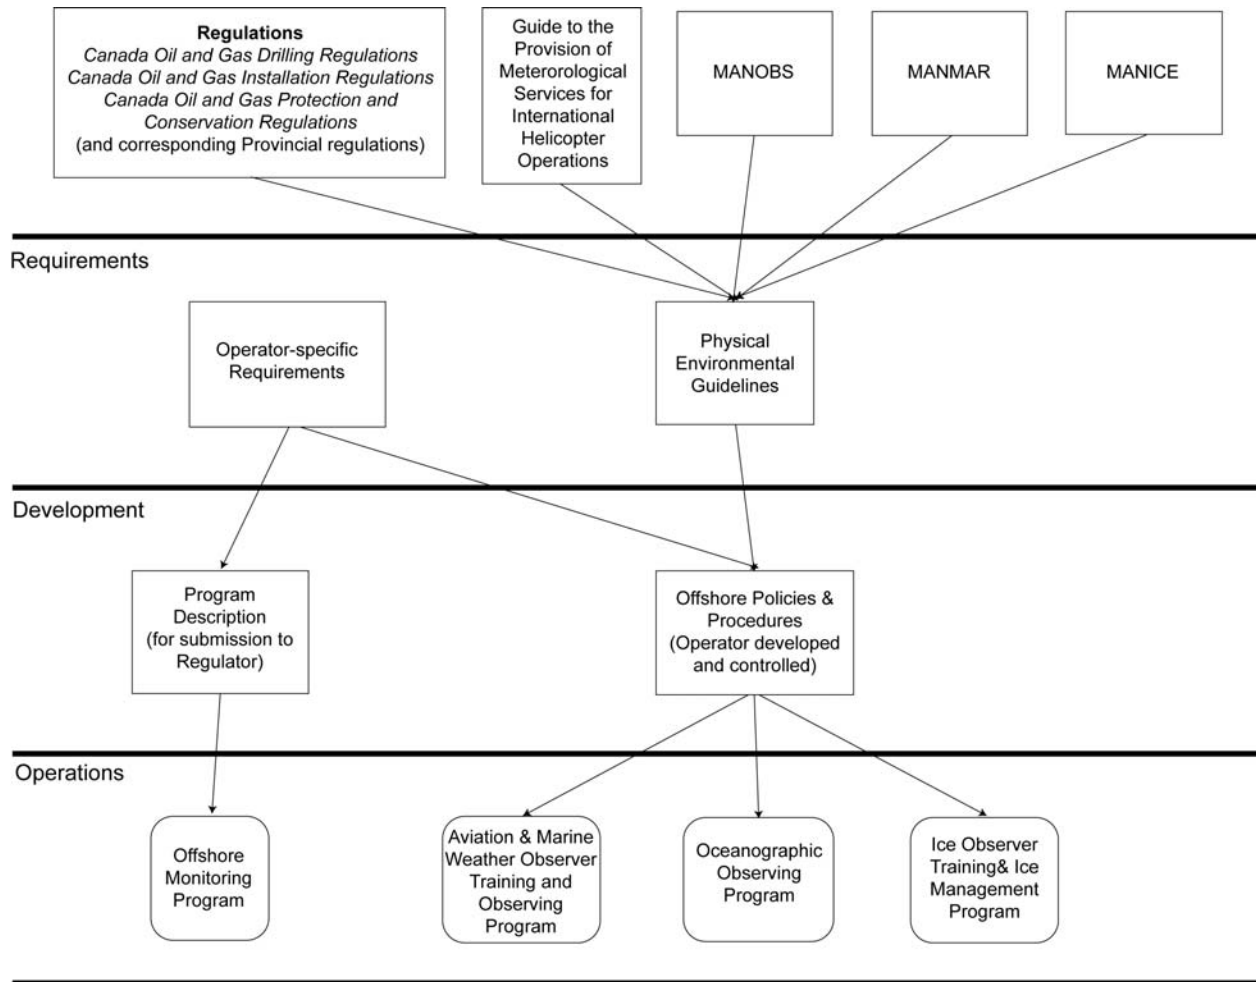 Regulations
Canada Oil and Gas Drilling Regulations
Canada Oil and Gas Installation Regulations
Canada Oil and Gas Protection and
Conservation Regulations
(and corresponding Provincial regulations)
Guide to the
Provision of
Meterorological
Services for
International
Helicopter
Operations
MANOBS
MANMAR
MANICE
Requirements
Operator-specific
Requirements
Physical
Environmental
Guidelines
Development
Program
Description
(for submission to
Regulator)
Offshore Policies &
Procedures
(Operator developed
and controlled)
Operations
Offshore
Monitoring
Program
Aviation & Marine
Weather Observer
Training and
Observing
Program
Oceanographic
Observing
Program
Ice Observer
Training& Ice
Management
Program